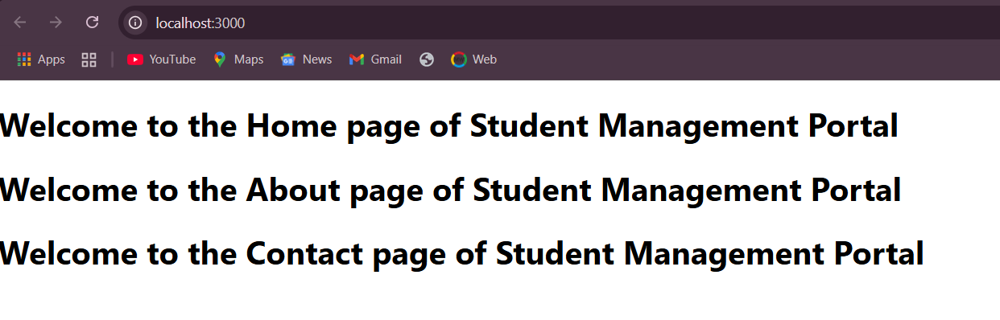 localhost:3000
Apps YouTube Maps News Gmail Web
Welcome to the Home page of Student Management Portal
Welcome to the About page of Student Management Portal
Welcome to the Contact page of Student Management Portal